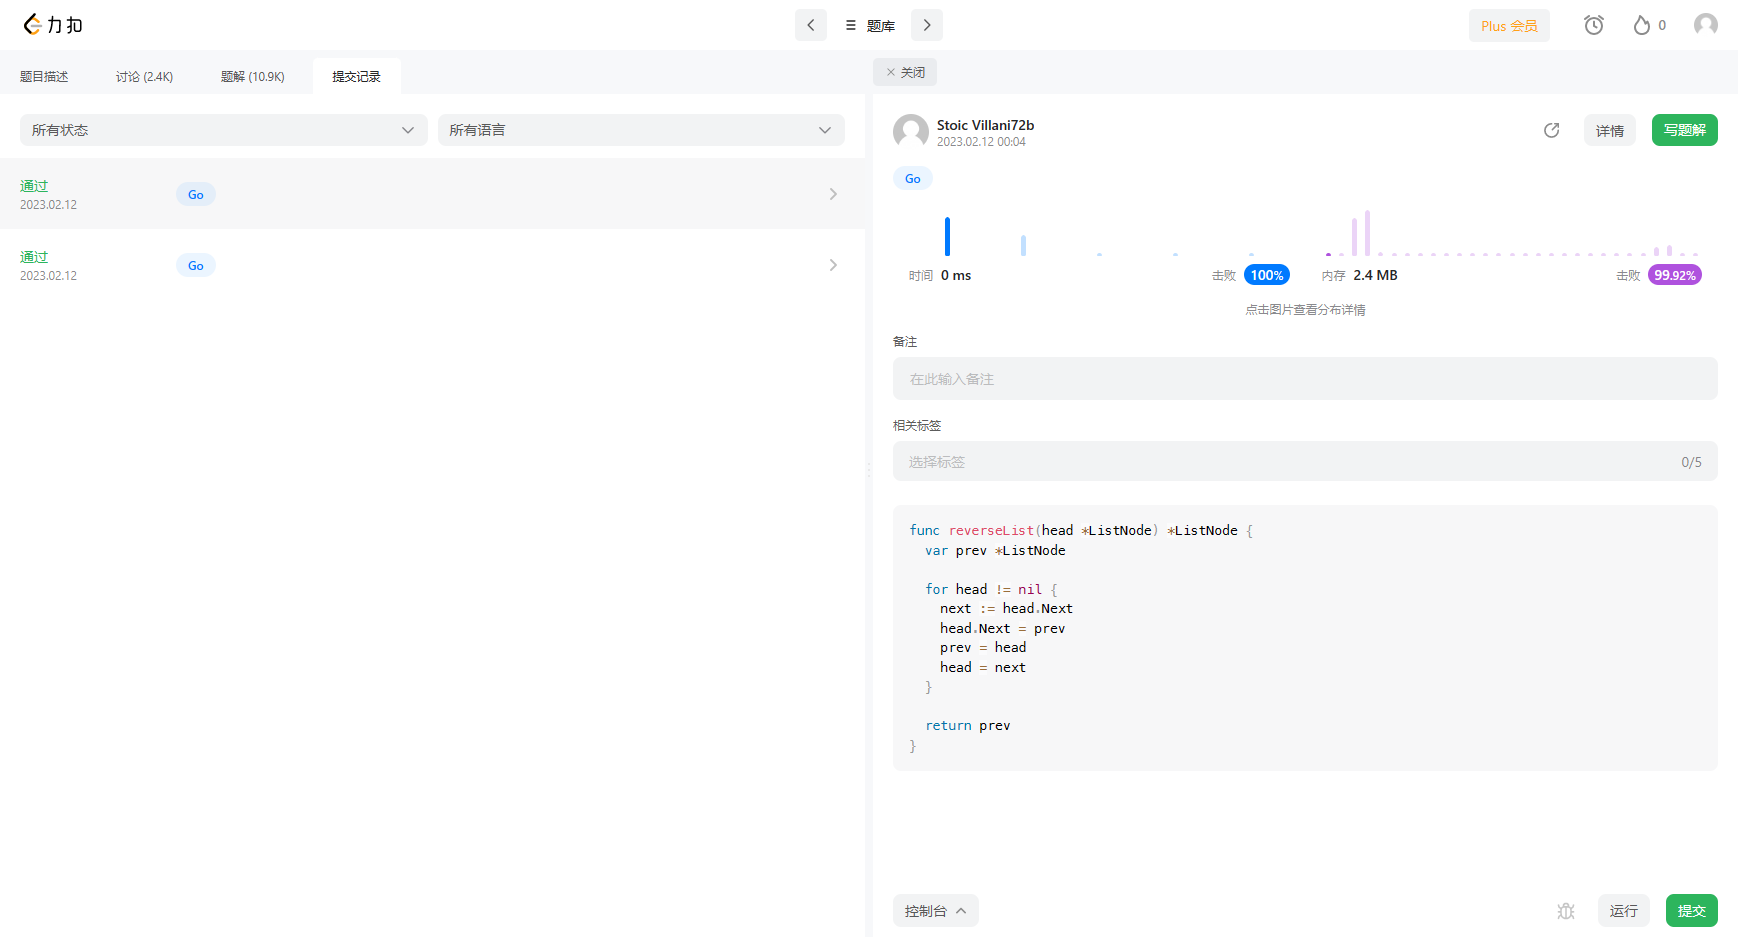 力扣
题库
Plus 会员
0
题目描述
讨论 (2.4K)
题解 (10.9K)
提交记录
关闭
所有状态
所有语言
通过
2023.02.12
Go
通过
2023.02.12
Go
Stoic Villani72b
2023.02.12 00:04
详情
写题解
Go
时间 0 ms
击败 100%
内存 2.4 MB
击败 99.92%
点击图片查看分布详情
备注
在此输入备注
相关标签
选择标签
0/5
func reverseList(head *ListNode) *ListNode {
  var prev *ListNode

  for head != nil {
    next := head.Next
    head.Next = prev
    prev = head
    head = next
  }

  return prev
}
控制台
运行
提交